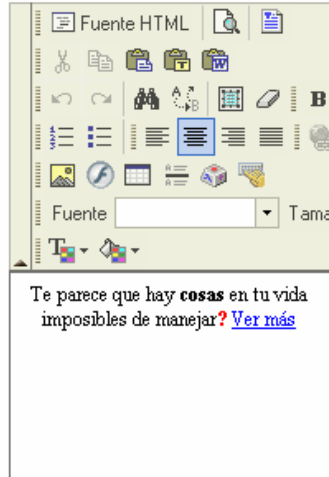 Fuente HTML
B
Fuente
Tama
Te parece que hay cosas en tu vida
imposibles de manejar? Ver más